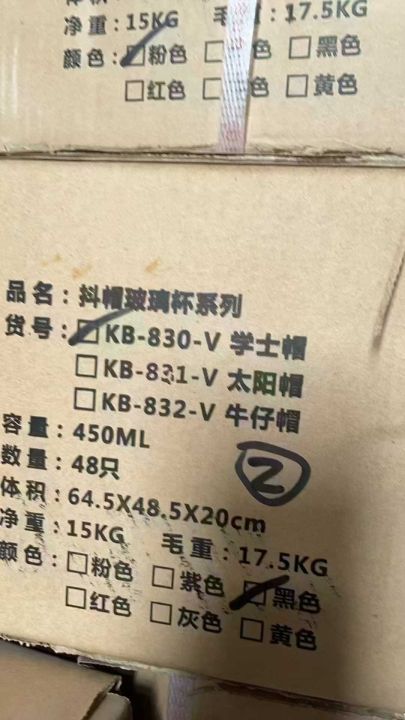 净重：15KG 毛重：17.5KG
颜色：☑粉色 □ 色 □黑色
□红色 □ 色 □黄色
品名：抖帽玻璃杯系列
货号：☑KB-830-V 学士帽
□KB-831-V 太阳帽
□KB-832-V 牛仔帽
容量：450ML
数量：48只
②
体积：64.5X48.5X20cm
净重：15KG 毛重：17.5KG
颜色：□粉色 □紫色 ☑黑色
□红色 □灰色 □黄色